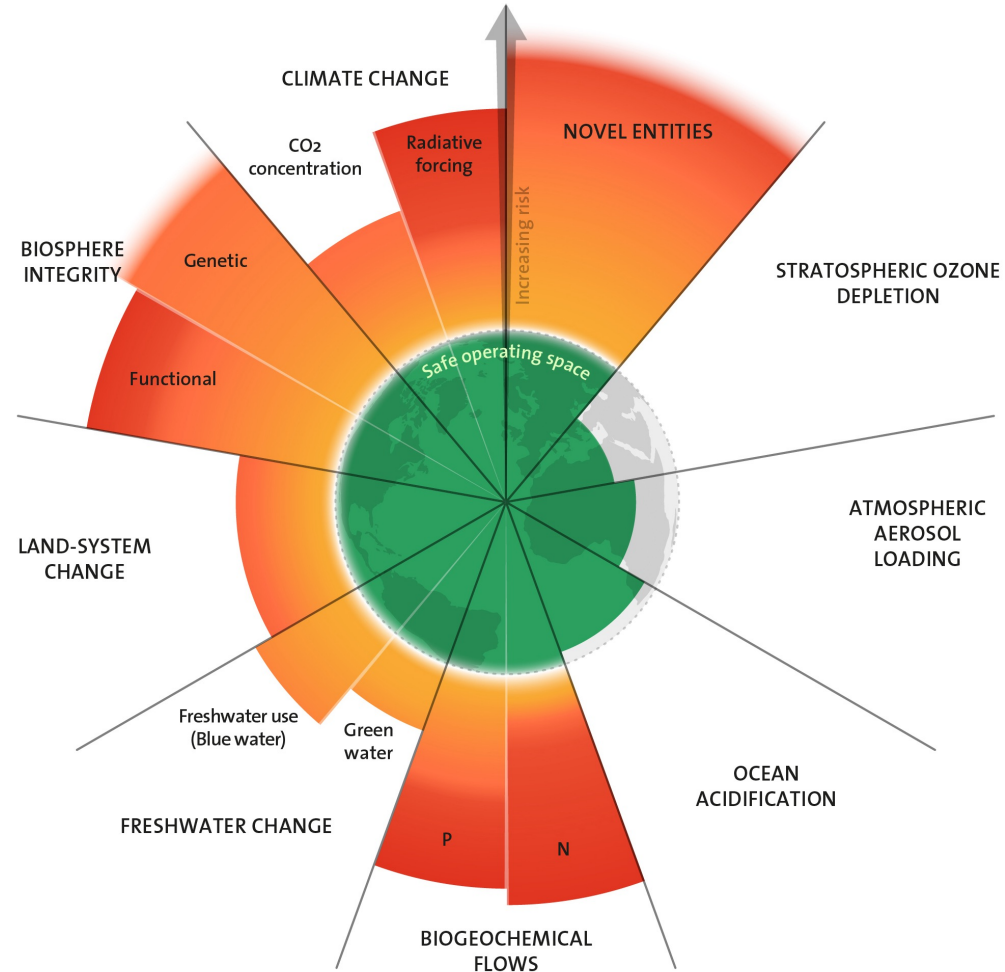 CLIMATE CHANGE
CO2
concentration
Radiative
forcing
NOVEL ENTITIES
Increasing risk
STRATOSPHERIC OZONE
DEPLETION
BIOSPHERE
INTEGRITY
Genetic
Functional
Safe operating space
ATMOSPHERIC
AEROSOL
LOADING
LAND-SYSTEM
CHANGE
Freshwater use
(Blue water)
Green
water
FRESHWATER CHANGE
P
N
OCEAN
ACIDIFICATION
BIOGEOCHEMICAL
FLOWS